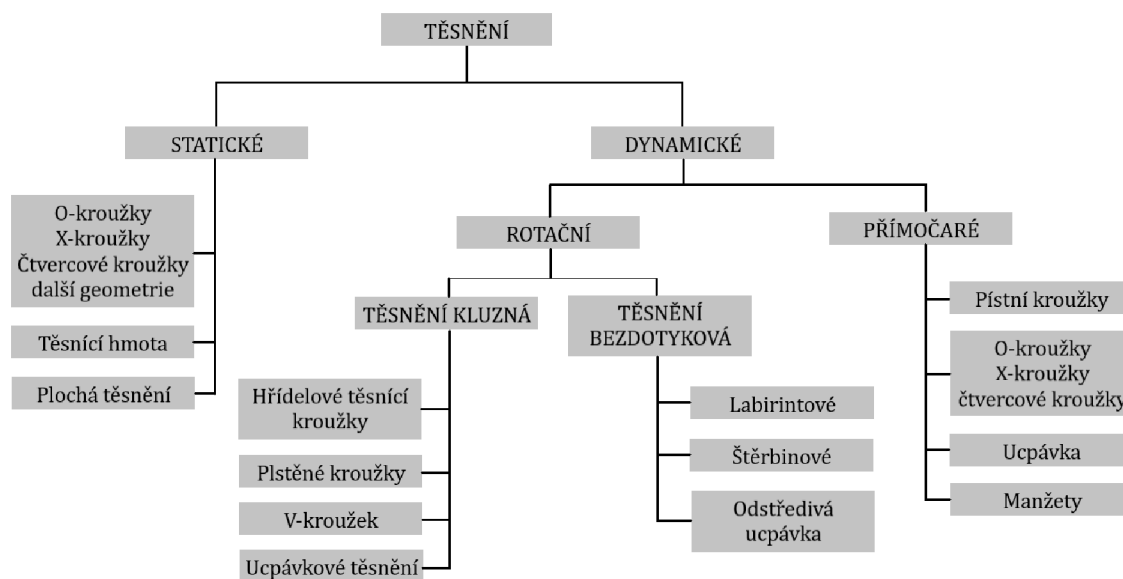 TĚSNĚNÍ
STATICKÉ
DYNAMICKÉ
O-kroužky
X-kroužky
Čtvercové kroužky
další geometrie
Těsnící hmota
Plochá těsnění
ROTAČNÍ
PŘÍMOČARÉ
TĚSNĚNÍ KLUZNÁ
TĚSNĚNÍ
BEZDOTYKOVÁ
Hřídelové těsnící
kroužky
Plstěné kroužky
V-kroužek
Ucpávkové těsnění
Labirintové
Štěrbinové
Odstředivá
ucpávka
Pístní kroužky
O-kroužky
X-kroužky
čtvercové kroužky
Ucpávka
Manžety